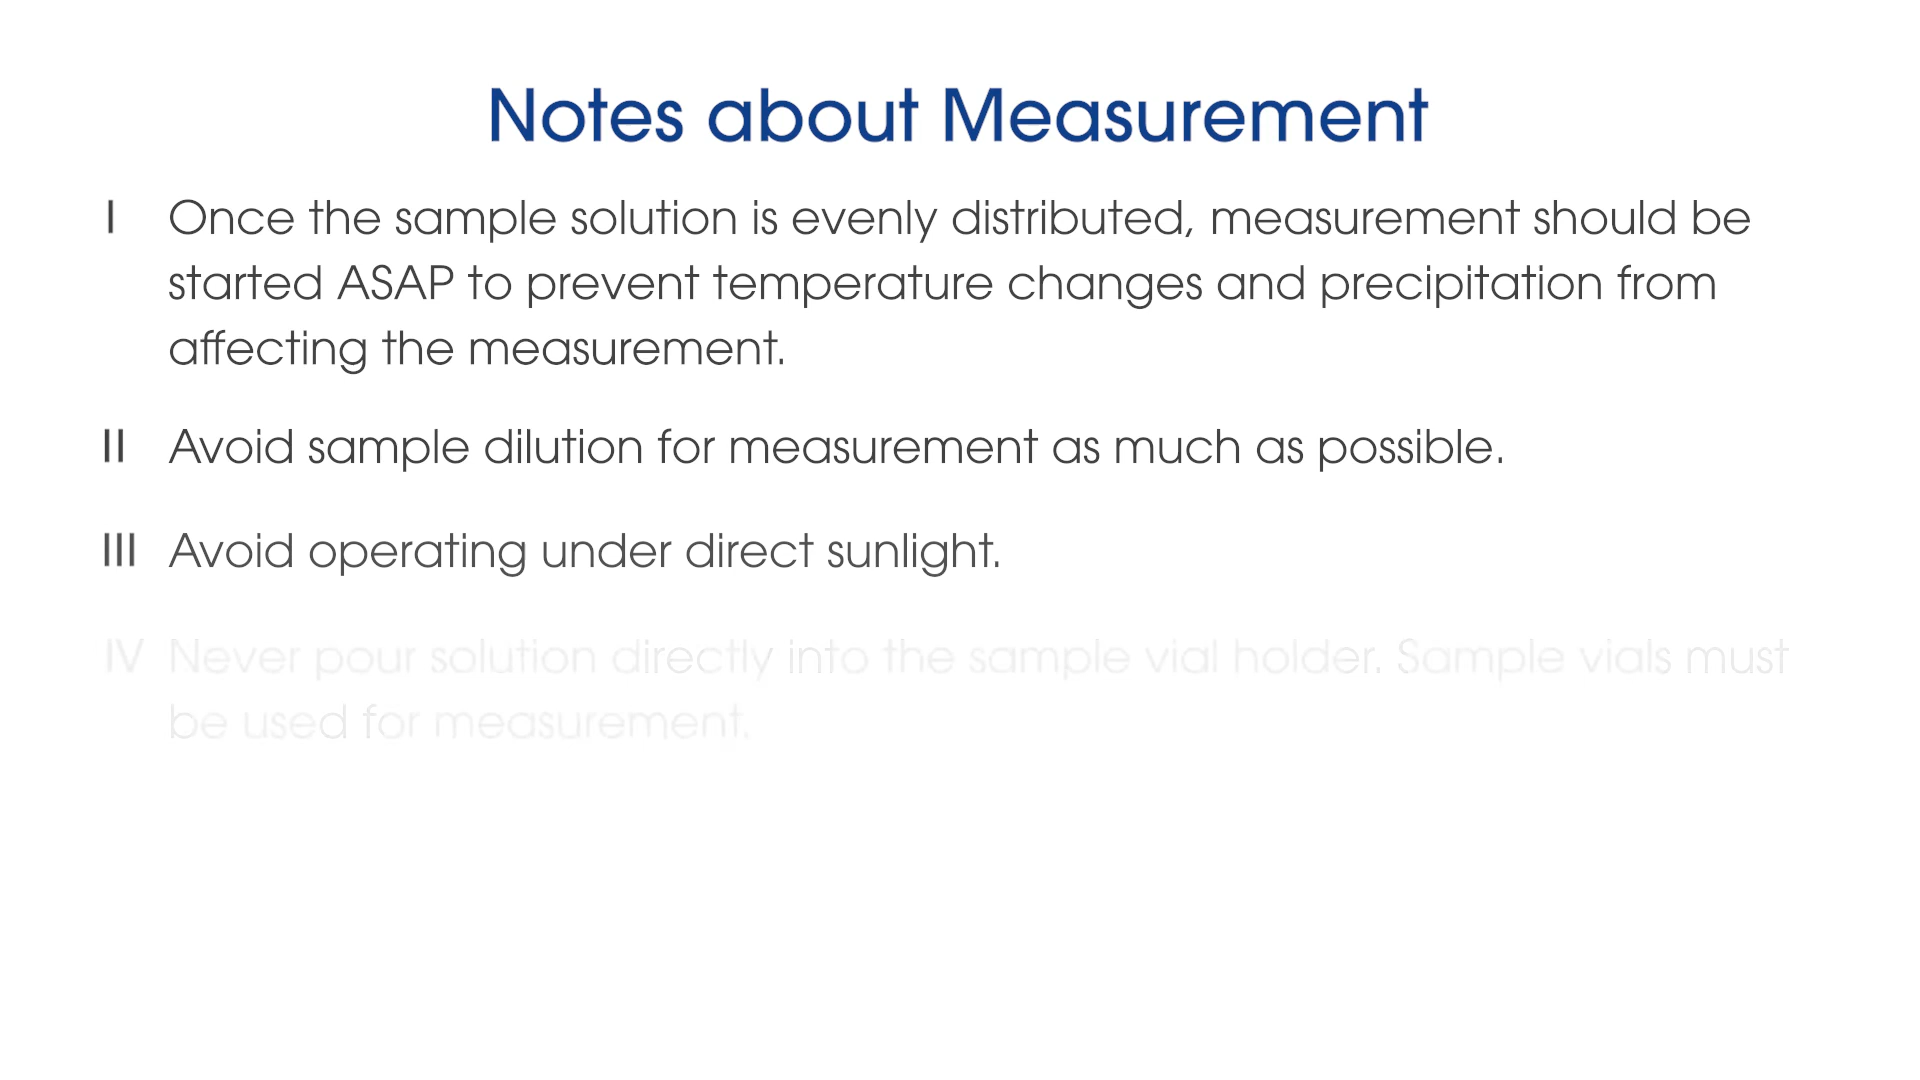 Notes about Measurement
I Once the sample solution is evenly distributed, measurement should be
started ASAP to prevent temperature changes and precipitation from
affecting the measurement.
II Avoid sample dilution for measurement as much as possible.
III Avoid operating under direct sunlight.
IV Never pour solution directly into the sample vial holder. Sample vials must
be used for measurement.